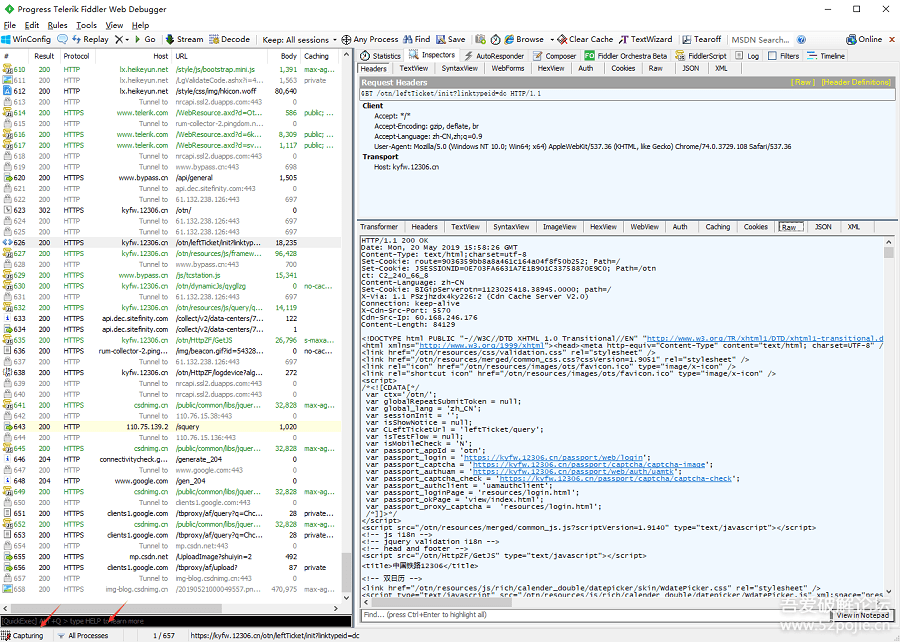 Progress Telerik Fiddler Web Debugger
File Edit Rules Tools View Help
WinConfig Replay Go Stream Decode Keep: All sessions Any Process Find Save Browse Clear Cache TextWizard Tearoff MSDN Search... Online
# Result Protocol Host URL Body Caching
610 200 HTTP lx.heikeyun.net /style/js/bootstrap.mini.js 1,391 max-ag...
611 200 HTTP lx.heikeyun.net 1,563 private
612 200 HTTP lx.heikeyun.net /style/css/img/hkicon.woff 80,640
613 200 HTTP Tunnel to nrcapi.ssl2.duapps.com:443 0
614 200 HTTPS www.telerik.com /WebResource.axd?d=Ot... 586 public; ...
615 200 HTTP Tunnel to rum-collector-2.pingdom.n... 0
616 200 HTTPS www.telerik.com /WebResource.axd?d=6k... 8,309 public; ...
617 200 HTTPS www.telerik.com /WebResource.axd?d=sv... 1,117 public; ...
618 200 HTTP Tunnel to nrcapi.ssl2.duapps.com:443 0
619 200 HTTP Tunnel to www.bypass.cn:443 698
620 200 HTTPS www.bypass.cn /api/general 1,505
621 200 HTTP Tunnel to api.dec.sitefinity.com:443 0
622 200 HTTP Tunnel to 61.132.238.126:443 697
623 302 HTTPS kyfw.12306.cn /otn/ 0
624 200 HTTP Tunnel to 61.132.238.126:443 697
625 200 HTTP Tunnel to 61.132.238.126:443 697
626 200 HTTPS kyfw.12306.cn /otn/leftTicket/init?linktyp... 18,235
627 200 HTTPS kyfw.12306.cn /otn/resources/js/framew... 96,428
628 200 HTTP Tunnel to www.bypass.cn:443 700
629 200 HTTPS www.bypass.cn /js/tcstation.js 15,341
630 200 HTTPS kyfw.12306.cn /otn/dynamicJs/qyglizg 0 no-cac...
631 200 HTTP Tunnel to 61.132.238.126:443 697
632 200 HTTPS kyfw.12306.cn /otn/resources/js/query/q... 14,119
633 200 HTTPS api.dec.sitefinity.com /collect/v2/data-centers/7... 122
634 200 HTTPS api.dec.sitefinity.com /collect/v2/data-centers/7... 1
635 200 HTTPS kyfw.12306.cn /otn/HttpZF/GetJS 26,796 s-maxa...
636 200 HTTPS rum-collector-2.ping... /img/beacon.gif?id=54328... 0 no-cac...
637 200 HTTP Tunnel to 61.132.238.126:443 697
638 200 HTTPS kyfw.12306.cn /otn/HttpZF/logdevice?alg... 272
639 200 HTTP Tunnel to nrcapi.ssl2.duapps.com:443 0
640 200 HTTP Tunnel to csdnimg.cn:443 0
641 200 HTTPS csdnimg.cn /public/common/libs/jquer... 32,828 max-ag...
642 200 HTTP Tunnel to 110.76.15.38:443 0
643 200 HTTP 110.75.139.2 /squery 1,020
644 200 HTTP Tunnel to 110.76.15.136:443 0
645 200 HTTPS csdnimg.cn /public/common/libs/jquer... 32,828 max-ag...
646 204 HTTP connectivitycheck.g... /generate_204 0
647 200 HTTP Tunnel to www.google.com:443 0
648 204 HTTPS www.google.com /gen_204 0
649 200 HTTPS csdnimg.cn /public/common/libs/jquer... 32,828 max-ag...
650 200 HTTP Tunnel to clients1.google.com:443 0
651 200 HTTPS clients1.google.com /tbproxy/af/query?q=Chc... 28 private...
652 200 HTTPS csdnimg.cn /public/common/libs/jquer... 32,828 max-ag...
653 200 HTTPS clients1.google.com /tbproxy/af/query?q=Chc... 28 private...
654 200 HTTP Tunnel to mp.csdn.net:443 0
655 200 HTTPS mp.csdn.net /UploadImage?shuiyin=2 492
656 200 HTTPS clients1.google.com /tbproxy/af/upload? 87 private
657 200 HTTP Tunnel to img-blog.csdnimg.cn:443 0
658 200 HTTPS img-blog.csdnimg.cn /20190521000049557.pn... 470,975 max-ag...
[QuickExec] ALT+Q > type HELP to learn more
Capturing All Processes 1 / 657 https://kyfw.12306.cn/otn/leftTicket/init?linktypeid=dc
Statistics Inspectors AutoResponder Composer Fiddler Orchestra Beta FiddlerScript Log Filters Timeline
Headers TextView SyntaxView WebForms HexView Auth Cookies Raw JSON XML
Request Headers [ Raw ] [Header Definitions]
GET /otn/leftTicket/init?linktypeid=dc HTTP/1.1
Client
Accept: */*
Accept-Encoding: gzip, deflate, br
Accept-Language: zh-CN,zh;q=0.9
User-Agent: Mozilla/5.0 (Windows NT 10.0; Win64; x64) AppleWebKit/537.36 (KHTML, like Gecko) Chrome/74.0.3729.108 Safari/537.36
Transport
Host: kyfw.12306.cn
Transformer Headers TextView SyntaxView ImageView HexView WebView Auth Caching Cookies Raw JSON XML
HTTP/1.1 200 OK
Date: Mon, 20 May 2019 15:58:26 GMT
Content-Type: text/html;charset=utf-8
Set-Cookie: route=9036359bb8a8a461c164a04f8f50b252; Path=/
Set-Cookie: JSESSIONID=0E703FA6631A7E18901C33758870E9C0; Path=/otn
ct: C2_240_66_8
Content-Language: zh-CN
Set-Cookie: BIGipServerotn=1123025418.38945.0000; path=/
X-Via: 1.1 PSzjhzdx4ky226:2 (Cdn Cache Server V2.0)
Connection: keep-alive
X-Cdn-Src-Port: 5570
Cdn-Src-Ip: 60.168.246.176
Content-Length: 84129
<!DOCTYPE html PUBLIC "-//W3C//DTD XHTML 1.0 Transitional//EN" "http://www.w3.org/TR/xhtml1/DTD/xhtml1-transitional.d
<html xmlns="http://www.w3.org/1999/xhtml"><head><meta http-equiv="Content-Type" content="text/html; charset=UTF-8" /
<link href="/otn/resources/css/validation.css" rel="stylesheet" />
<link href="/otn/resources/merged/common_css.css?cssVersion=1.9051" rel="stylesheet" />
<link rel="icon" href="/otn/resources/images/ots/favicon.ico" type="image/x-icon" />
<link rel="shortcut icon" href="/otn/resources/images/ots/favicon.ico" type="image/x-icon" />
<script>
/*<![CDATA[*/
var ctx='/otn/';
var globalRepeatSubmitToken = null;
var global_lang = 'zh_CN';
var sessionInit = '';
var isShowNotice = null;
var CLeftTicketUrl = 'leftTicket/query';
var isTestFlow = null;
var isMobileCheck = 'N';
var passport_appId = 'otn';
var passport_login = 'https://kyfw.12306.cn/passport/web/login';
var passport_captcha = 'https://kyfw.12306.cn/passport/captcha/captcha-image';
var passport_authuam = 'https://kyfw.12306.cn/passport/web/auth/uamtk';
var passport_captcha_check = 'https://kyfw.12306.cn/passport/captcha/captcha-check';
var passport_authclient = 'uamauthclient';
var passport_loginPage = 'resources/login.html';
var passport_okPage = 'view/index.html';
var passport_proxy_captcha = 'resources/login.html';
/*]]>*/
</script>
<script src="/otn/resources/merged/common_js.js?scriptVersion=1.9140" type="text/javascript"></script>
<!-- js i18n -->
<!-- jquery validation i18n -->
<!-- head and footer -->
<script src="/otn/HttpZF/GetJS" type="text/javascript"></script>
<title>中国铁路12306</title>
<!-- 双日历 -->
<link href="/otn/resources/js/rich/calendar_double/datepicker/skin/WdatePicker.css" rel="stylesheet" />
Find... (press Ctrl+Enter to highlight all) View in Notepad
吾爱破解论坛
www.52pojie.cn